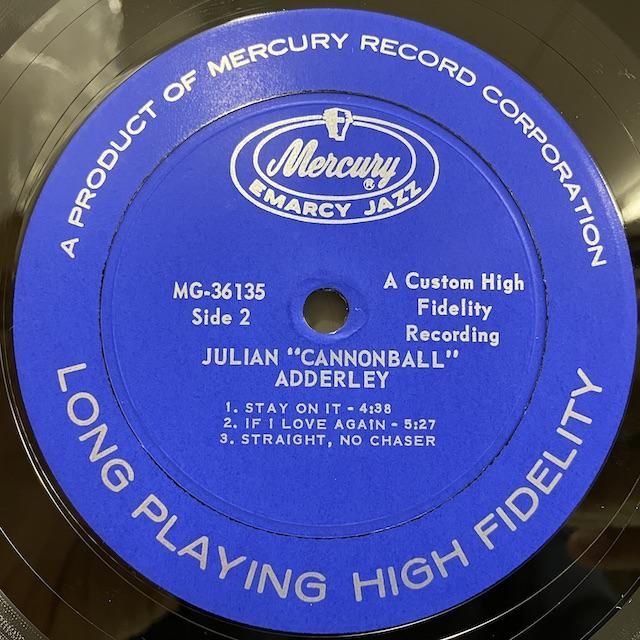 A PRODUCT OF MERCURY RECORD CORPORATION
Mercury ®
EMARCY JAZZ
MG-36135
Side 2
A Custom High
Fidelity
Recording
JULIAN "CANNONBALL"
ADDERLEY
1. STAY ON IT - 4:38
2. IF I LOVE AGAIN - 5:27
3. STRAIGHT, NO CHASER
LONG PLAYING HIGH FIDELITY